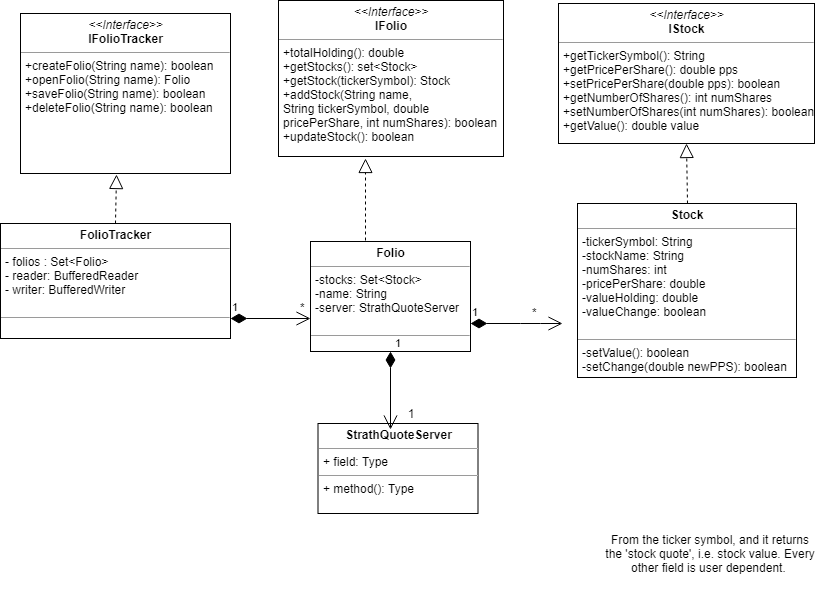 <<Interface>>
IFolioTracker
+createFolio(String name): boolean
+openFolio(String name): Folio
+saveFolio(String name): boolean
+deleteFolio(String name): boolean
<<Interface>>
IFolio
+totalHolding(): double
+getStocks(): set<Stock>
+getStock(tickerSymbol): Stock
+addStock(String name,
String tickerSymbol, double
pricePerShare, int numShares): boolean
+updateStock(): boolean
<<Interface>>
IStock
+getTickerSymbol(): String
+getPricePerShare(): double pps
+setPricePerShare(double pps): boolean
+getNumberOfShares(): int numShares
+setNumberOfShares(int numShares): boolean
+getValue(): double value
FolioTracker
- folios : Set<Folio>
- reader: BufferedReader
- writer: BufferedWriter
1
*
Folio
-stocks: Set<Stock>
-name: String
-server: StrathQuoteServer
1
*
1
1
Stock
-tickerSymbol: String
-stockName: String
-numShares: int
-pricePerShare: double
-valueHolding: double
-valueChange: boolean
-setValue(): boolean
-setChange(double newPPS): boolean
StrathQuoteServer
+ field: Type
+ method(): Type
From the ticker symbol, and it returns
the 'stock quote', i.e. stock value. Every
other field is user dependent.